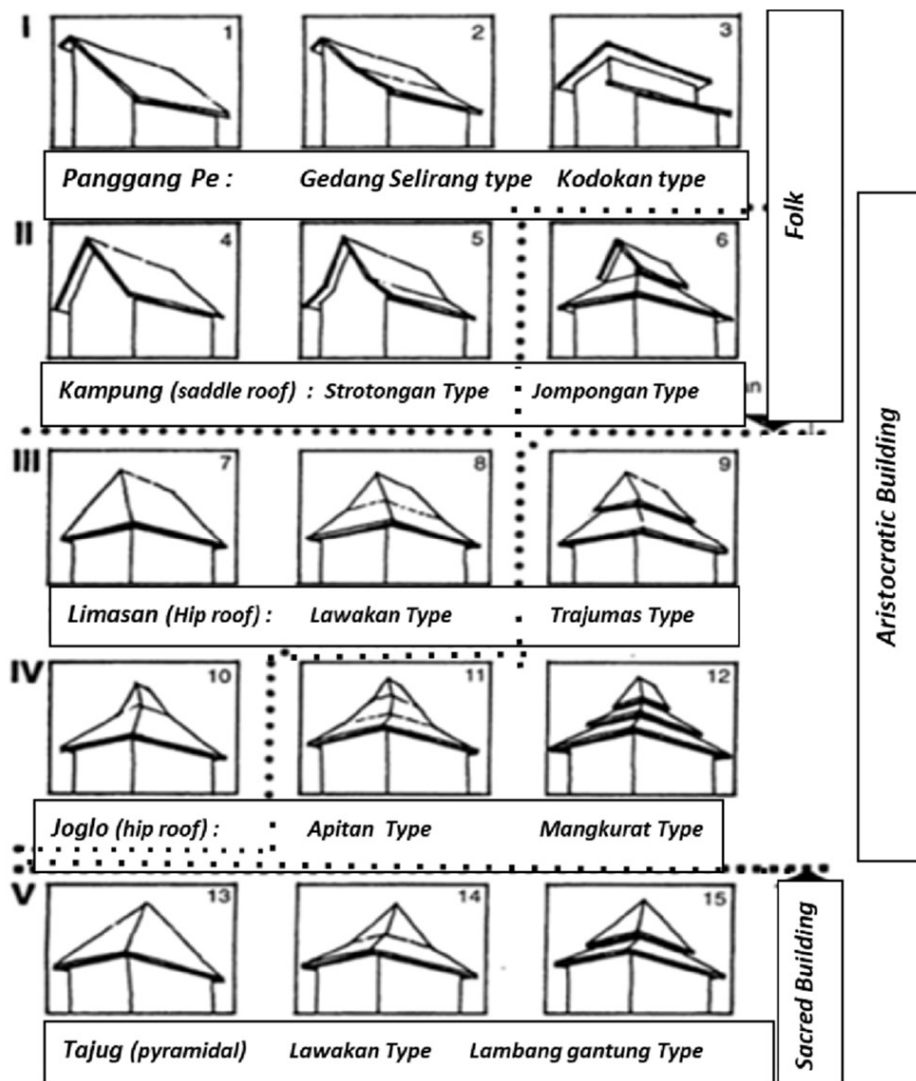 I
1
2
3
Panggang Pe : Gedang Selirang type Kodokan type
Folk
II
4
5
6
Kampung (saddle roof) : Strotongan Type Jompongan Type
Aristocratic Building
III
7
8
9
Limasan (Hip roof) : Lawakan Type Trajumas Type
IV
10
11
12
Joglo (hip roof) : Apitan Type Mangkurat Type
V
13
14
15
Tajug (pyramidal) Lawakan Type Lambang gantung Type
Sacred Building